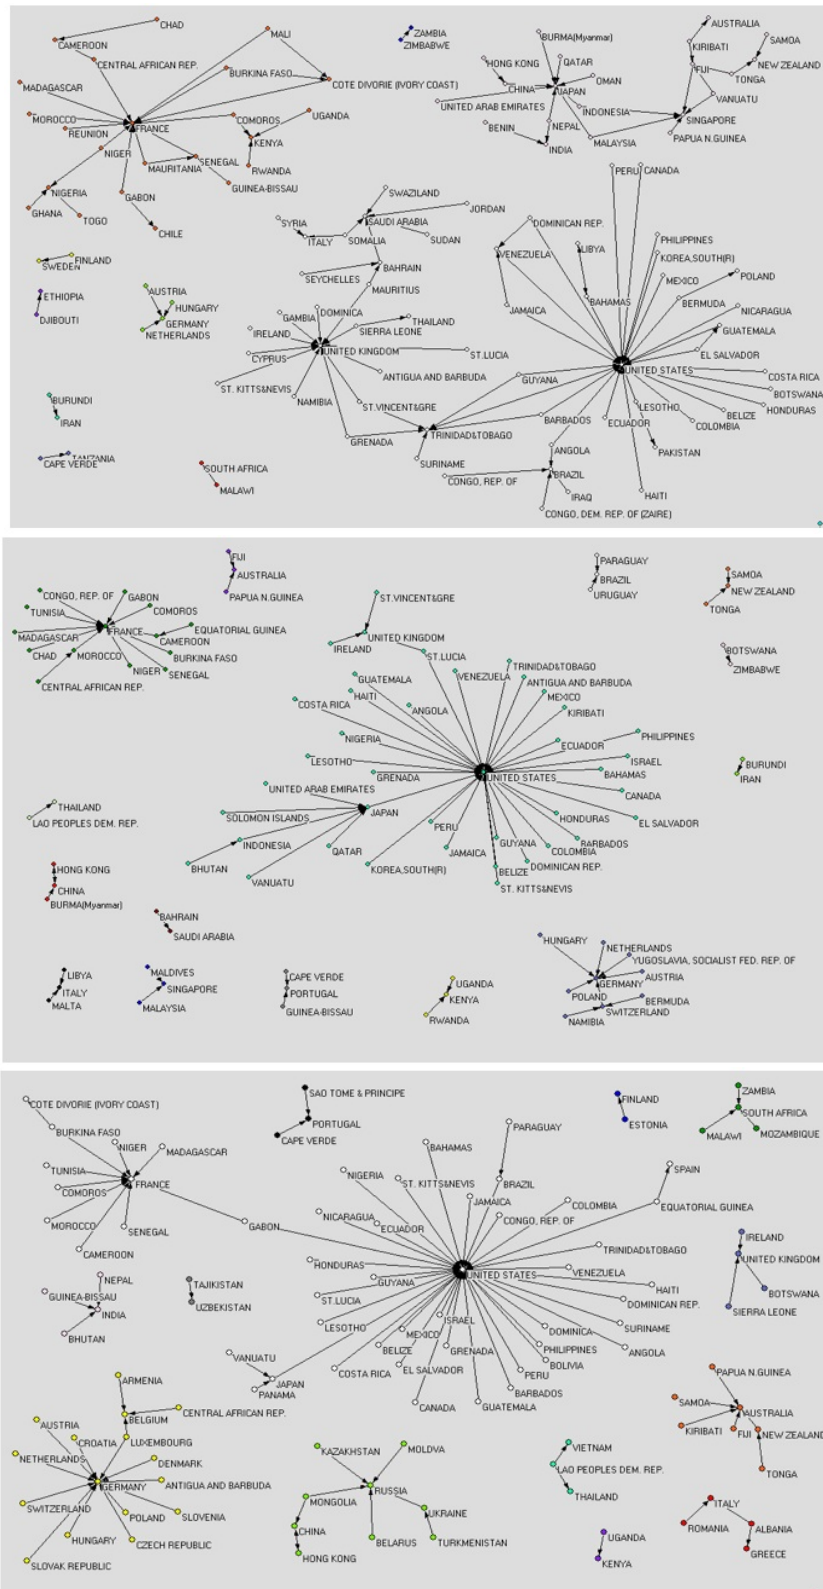 CHAD
MALI
CAMEROON
ZAMBIA
ZIMBABWE
BURMA(Myanmar)
AUSTRALIA
KIRIBATI
SAMOA
CENTRAL AFRICAN REP.
HONG KONG
QATAR
FIJI
NEW ZEALAND
BURKINA FASO
COTE DIVORIE (IVORY COAST)
OMAN
TONGA
MADAGASCAR
CHINA
JAPAN
UNITED ARAB EMIRATES
INDONESIA
VANUATU
MOROCCO
FRANCE
COMOROS
UGANDA
SINGAPORE
REUNION
BENIN
NEPAL
KENYA
MALAYSIA
PAPUA N.GUINEA
NIGER
INDIA
MAURITANIA
SENEGAL
RWANDA
PERU
CANADA
NIGERIA
GABON
GUINEA-BISSAU
SWAZILAND
GHANA
TOGO
JORDAN
CHILE
SYRIA
SAUDI ARABIA
DOMINICAN REP.
ITALY
SOMALIA
SUDAN
PHILIPPINES
FINLAND
SWEDEN
VENEZUELA
LIBYA
KOREA,SOUTH(R)
BAHRAIN
POLAND
SEYCHELLES
MEXICO
ETHIOPIA
AUSTRIA
MAURITIUS
BAHAMAS
BERMUDA
HUNGARY
JAMAICA
NICARAGUA
DJIBOUTI
GERMANY
GAMBIA
DOMINICA
THAILAND
NETHERLANDS
IRELAND
SIERRA LEONE
GUATEMALA
UNITED KINGDOM
CYPRUS
ST.LUCIA
EL SALVADOR
UNITED STATES
ANTIGUA AND BARBUDA
GUYANA
COSTA RICA
ST. KITTS&NEVIS
BOTSWANA
BURUNDI
NAMIBIA
ST.VINCENT&GRE
LESOTHO
HONDURAS
IRAN
BARBADOS
ECUADOR
BELIZE
COLOMBIA
GRENADA
TRINIDAD&TOBAGO
ANGOLA
PAKISTAN
TANZANIA
CAPE VERDE
SOUTH AFRICA
SURINAME
BRAZIL
CONGO, REP. OF
MALAWI
IRAQ
HAITI
CONGO, DEM. REP. OF (ZAIRE)
FIJI
PARAGUAY
AUSTRALIA
SAMOA
BRAZIL
CONGO, REP. OF
GABON
PAPUA N.GUINEA
URUGUAY
NEW ZEALAND
TUNISIA
COMOROS
ST.VINCENT&GRE
TONGA
MADAGASCAR
FRANCE
EQUATORIAL GUINEA
UNITED KINGDOM
CAMEROON
IRELAND
BOTSWANA
CHAD
MOROCCO
BURKINA FASO
ST.LUCIA
TRINIDAD&TOBAGO
ZIMBABWE
NIGER
SENEGAL
GUATEMALA
VENEZUELA
ANTIGUA AND BARBUDA
CENTRAL AFRICAN REP.
HAITI
MEXICO
COSTA RICA
ANGOLA
KIRIBATI
NIGERIA
PHILIPPINES
ECUADOR
LESOTHO
ISRAEL
BURUNDI
GRENADA
UNITED STATES
BAHAMAS
IRAN
UNITED ARAB EMIRATES
CANADA
THAILAND
SOLOMON ISLANDS
JAPAN
HONDURAS
LAO PEOPLES DEM. REP.
PERU
EL SALVADOR
INDONESIA
GUYANA
BARBADOS
QATAR
JAMAICA
COLOMBIA
HONG KONG
BHUTAN
KOREA,SOUTH(R)
DOMINICAN REP.
BELIZE
VANUATU
CHINA
ST. KITTS&NEVIS
BURMA(Myanmar)
BAHRAIN
SAUDI ARABIA
HUNGARY
NETHERLANDS
YUGOSLAVIA, SOCIALIST FED. REP. OF
LIBYA
MALDIVES
CAPE VERDE
AUSTRIA
UGANDA
GERMANY
ITALY
SINGAPORE
PORTUGAL
POLAND
KENYA
BERMUDA
MALTA
MALAYSIA
GUINEA-BISSAU
SWITZERLAND
RWANDA
NAMIBIA
SAO TOME & PRINCIPE
ZAMBIA
COTE DIVORIE (IVORY COAST)
FINLAND
SOUTH AFRICA
PORTUGAL
PARAGUAY
ESTONIA
BURKINA FASO
CAPE VERDE
MALAWI
MOZAMBIQUE
NIGER
BAHAMAS
MADAGASCAR
SPAIN
TUNISIA
NIGERIA
ST. KITTS&NEVIS
BRAZIL
FRANCE
COMOROS
JAMAICA
COLOMBIA
EQUATORIAL GUINEA
NICARAGUA
ECUADOR
CONGO, REP. OF
MOROCCO
SENEGAL
GABON
IRELAND
CAMEROON
TRINIDAD&TOBAGO
HONDURAS
UNITED KINGDOM
NEPAL
TAJIKISTAN
GUYANA
UNITED STATES
VENEZUELA
HAITI
BOTSWANA
GUINEA-BISSAU
ST.LUCIA
DOMINICAN REP.
INDIA
UZBEKISTAN
SIERRA LEONE
LESOTHO
ISRAEL
DOMINICA
SURINAME
BHUTAN
MEXICO
BELIZE
GRENADA
PHILIPPINES
ANGOLA
VANUATU
BOLIVIA
COSTA RICA
EL SALVADOR
PERU
PAPUA N.GUINEA
ARMENIA
JAPAN
PANAMA
BARBADOS
CANADA
GUATEMALA
SAMOA
AUSTRALIA
BELGIUM
CENTRAL AFRICAN REP.
AUSTRIA
KIRIBATI
FIJI
NEW ZEALAND
CROATIA
LUXEMBOURG
KAZAKHSTAN
MOLDVA
VIETNAM
NETHERLANDS
DENMARK
LAO PEOPLES DEM. REP.
TONGA
GERMANY
ANTIGUA AND BARBUDA
RUSSIA
MONGOLIA
THAILAND
SWITZERLAND
POLAND
SLOVENIA
UKRAINE
ITALY
CHINA
ROMANIA
ALBANIA
HUNGARY
CZECH REPUBLIC
BELARUS
TURKMENISTAN
UGANDA
SLOVAK REPUBLIC
HONG KONG
KENYA
GREECE